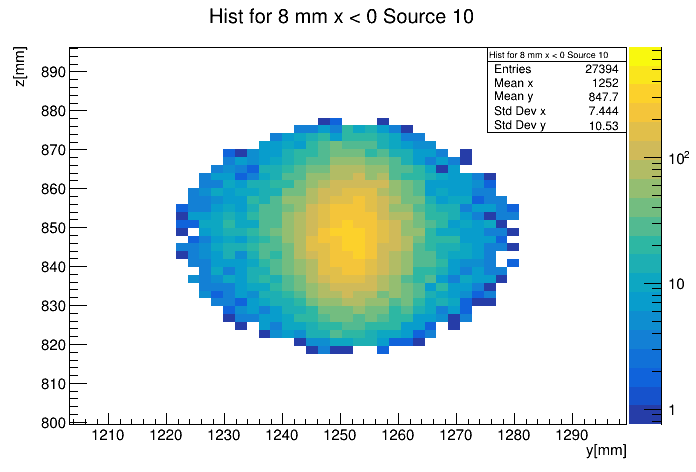 Hist for 8 mm x < 0 Source 10
z[mm]
Hist for 8 mm x < 0 Source 10
Entries 27394
Mean x 1252
Mean y 847.7
Std Dev x 7.444
Std Dev y 10.53
890
880
870
860
850
840
830
820
810
800
10²
10
1
1210 1220 1230 1240 1250 1260 1270 1280 1290
y[mm]